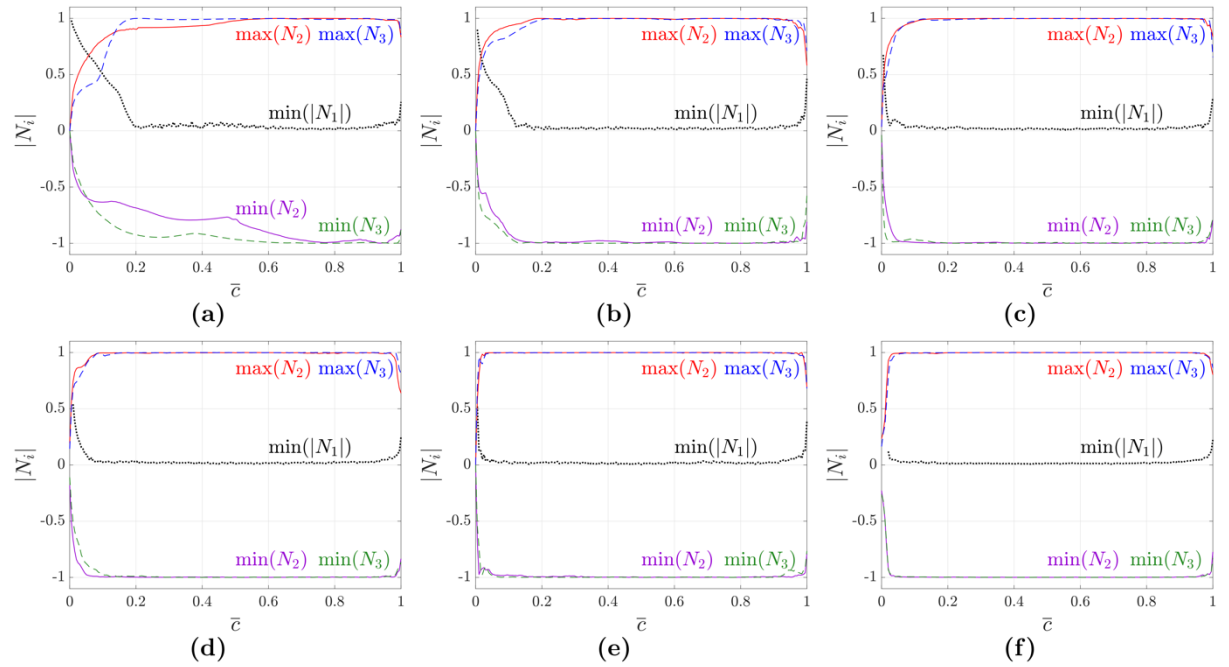 1
max(N₂) max(N₃)
0.5
min(|N₁|)
|Nᵢ|
0
-0.5
min(N₂)
min(N₃)
-1
0 0.2 0.4 0.6 0.8 1
c̅
(a)
1
max(N₂) max(N₃)
0.5
min(|N₁|)
|Nᵢ|
0
-0.5
min(N₂) min(N₃)
-1
0 0.2 0.4 0.6 0.8 1
c̅
(b)
1
max(N₂) max(N₃)
0.5
min(|N₁|)
|Nᵢ|
0
-0.5
min(N₂) min(N₃)
-1
0 0.2 0.4 0.6 0.8 1
c̅
(c)
1
max(N₂) max(N₃)
0.5
min(|N₁|)
|Nᵢ|
0
-0.5
min(N₂) min(N₃)
-1
0 0.2 0.4 0.6 0.8 1
c̅
(d)
1
max(N₂) max(N₃)
0.5
min(|N₁|)
|Nᵢ|
0
-0.5
min(N₂) min(N₃)
-1
0 0.2 0.4 0.6 0.8 1
c̅
(e)
1
max(N₂) max(N₃)
0.5
min(|N₁|)
|Nᵢ|
0
-0.5
min(N₂) min(N₃)
-1
0 0.2 0.4 0.6 0.8 1
c̅
(f)